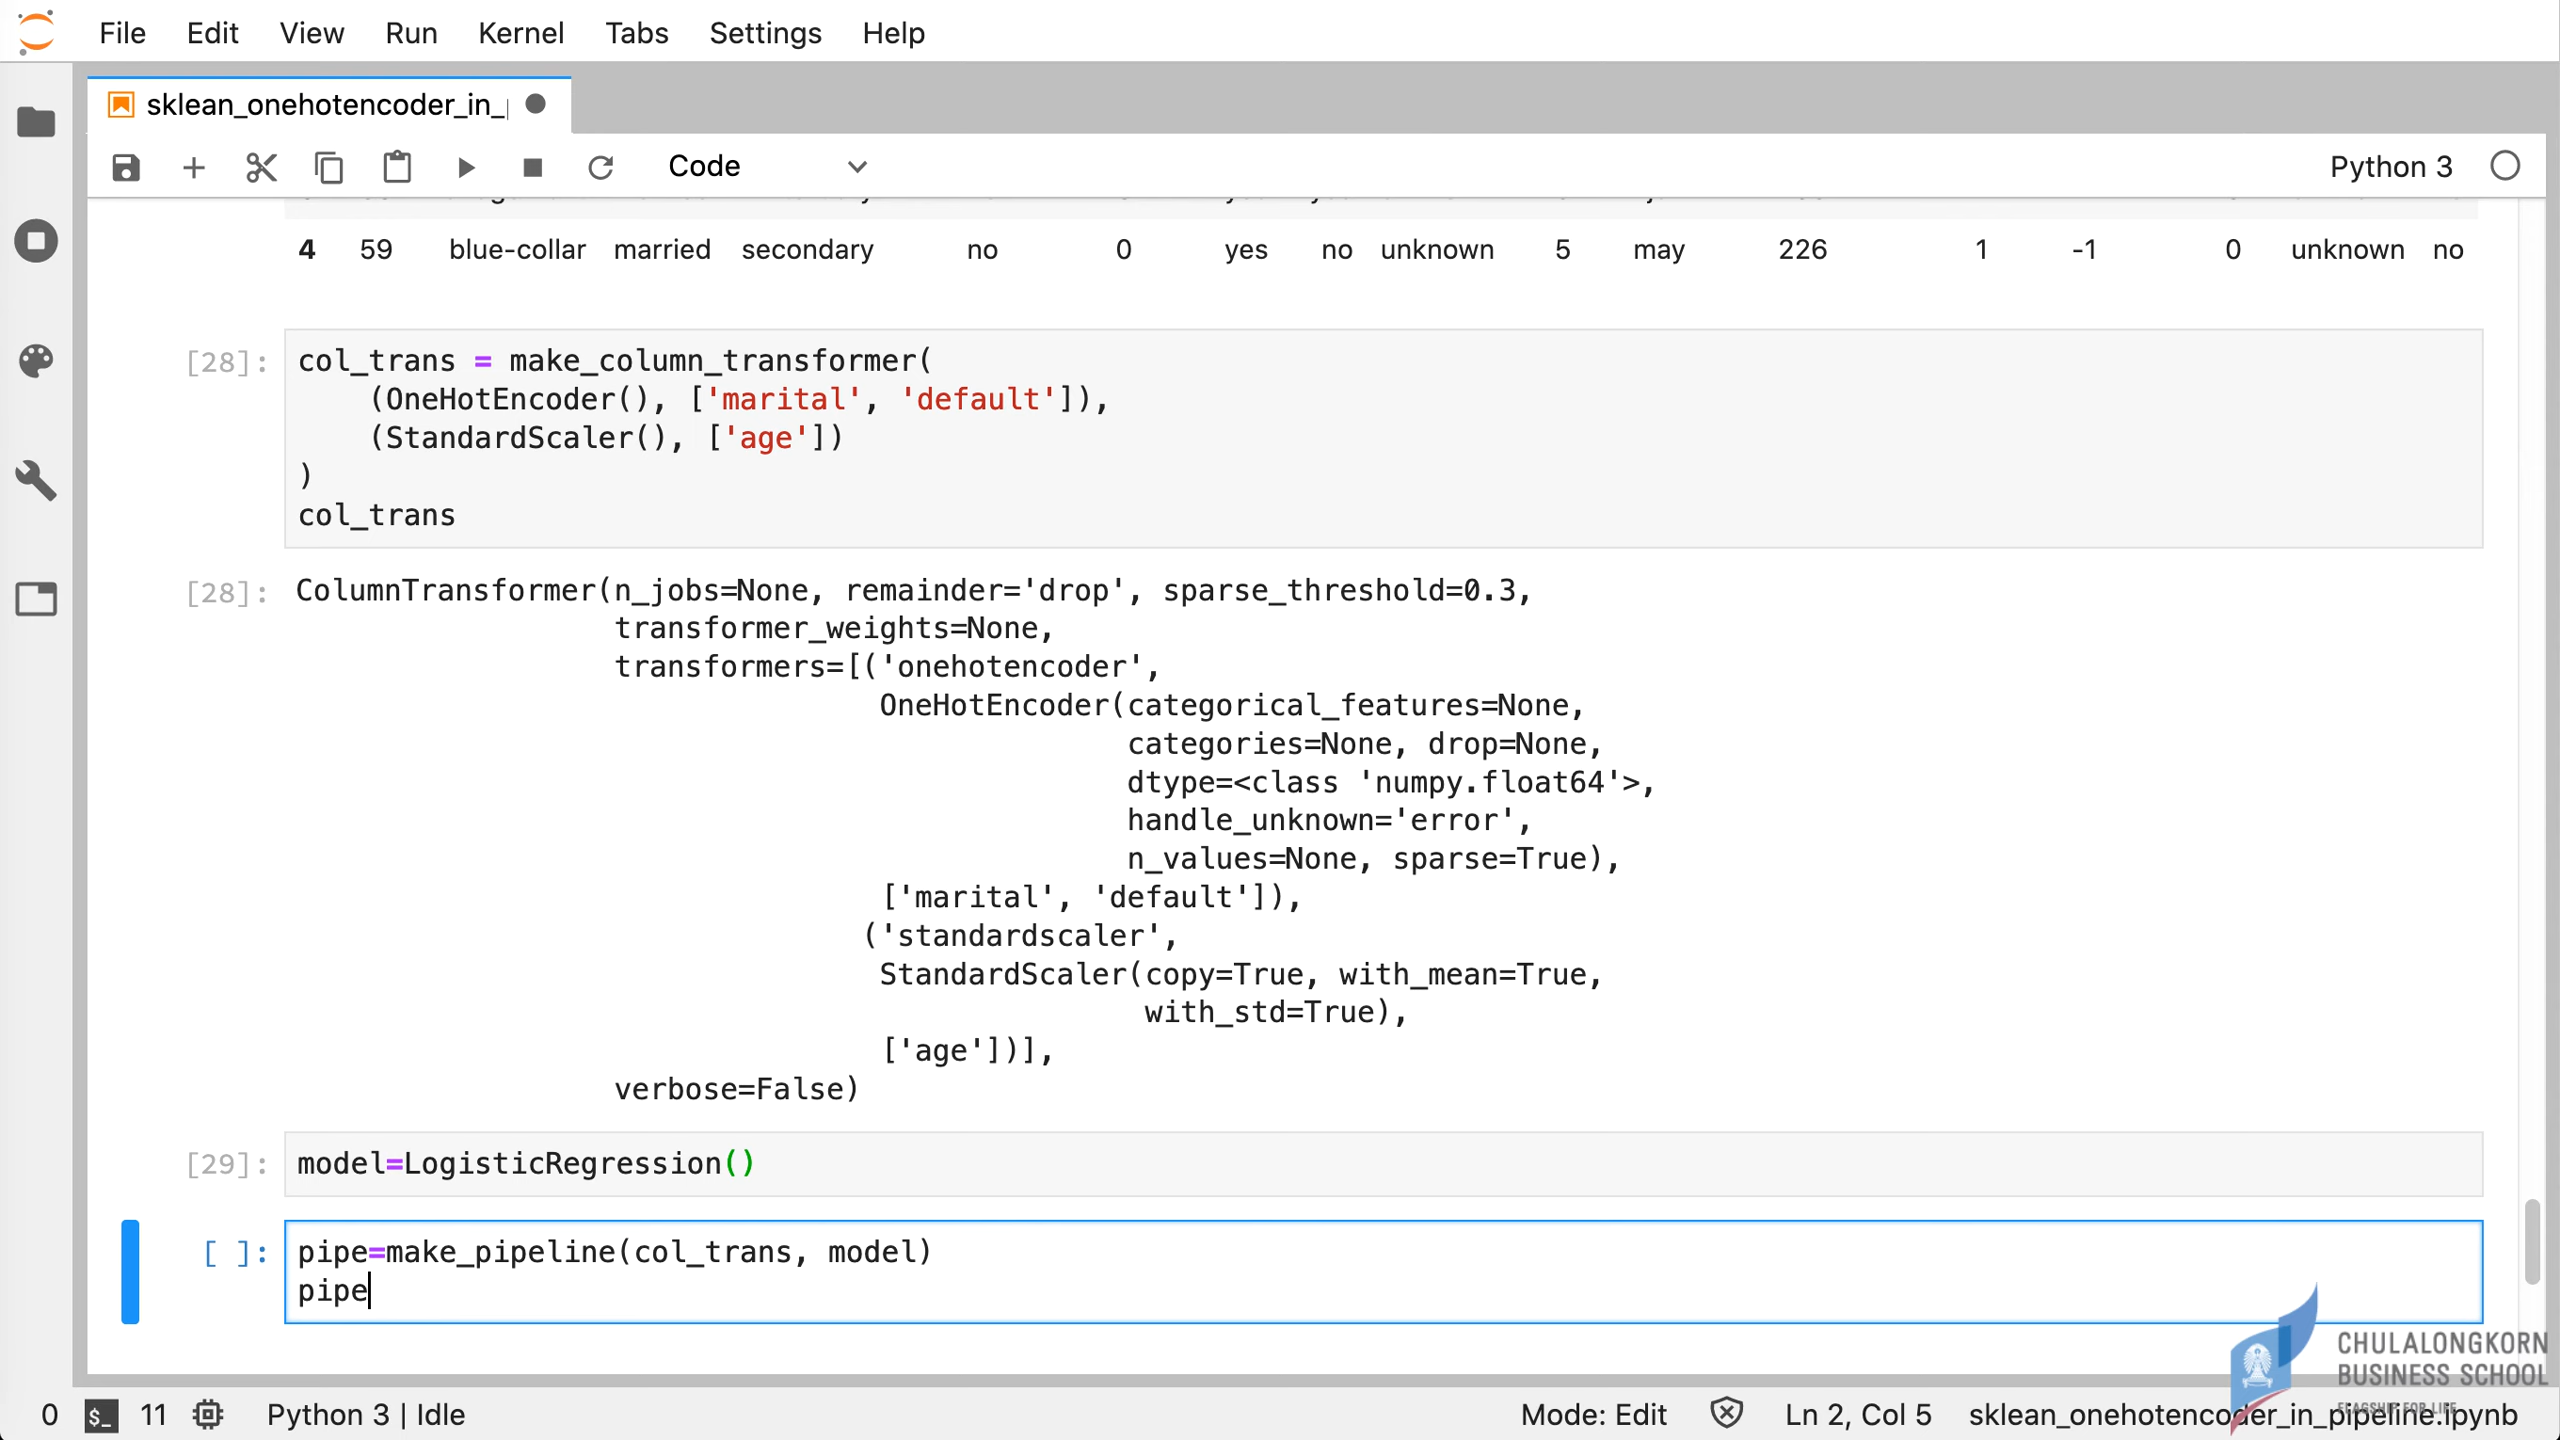 File Edit View Run Kernel Tabs Settings Help
sklean_onehotencoder_in_
Code Python 3
4 59 blue-collar married secondary no 0 yes no unknown 5 may 226 1 -1 0 unknown no
[28]: col_trans = make_column_transformer(
(OneHotEncoder(), ['marital', 'default']),
(StandardScaler(), ['age'])
)
col_trans
[28]: ColumnTransformer(n_jobs=None, remainder='drop', sparse_threshold=0.3,
transformer_weights=None,
transformers=[('onehotencoder',
OneHotEncoder(categorical_features=None,
categories=None, drop=None,
dtype=<class 'numpy.float64'>,
handle_unknown='error',
n_values=None, sparse=True),
['marital', 'default']),
('standardscaler',
StandardScaler(copy=True, with_mean=True,
with_std=True),
['age'])],
verbose=False)
[29]: model=LogisticRegression()
[ ]: pipe=make_pipeline(col_trans, model)
pipe
CHULALONGKORN
BUSINESS SCHOOL
FLAGSHIP FOR LIFE
0 $_ 11 Python 3 | Idle Mode: Edit Ln 2, Col 5 sklean_onehotencoder_in_pipeline.ipynb